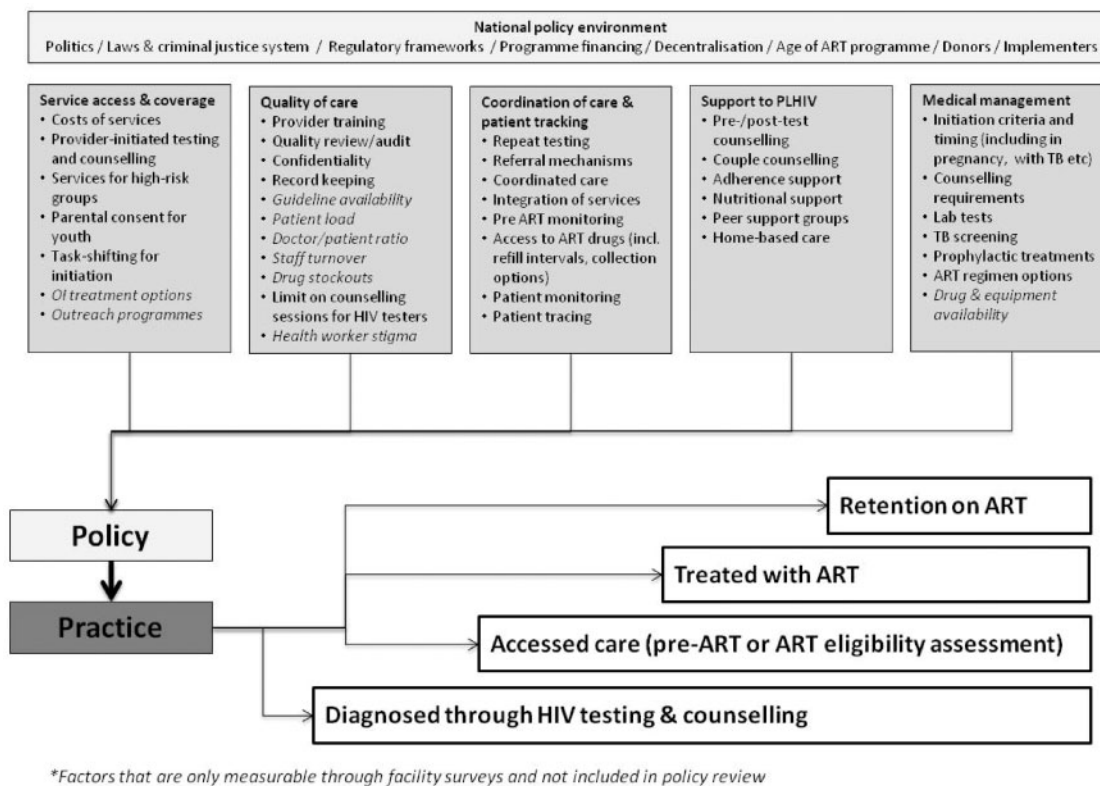 National policy environment
Politics / Laws & criminal justice system / Regulatory frameworks / Programme financing / Decentralisation / Age of ART programme / Donors / Implementers
Service access & coverage
• Costs of services
• Provider-initiated testing
and counselling
• Services for high-risk
groups
• Parental consent for
youth
• Task-shifting for
initiation
• OI treatment options
• Outreach programmes
Quality of care
• Provider training
• Quality review/audit
• Confidentiality
• Record keeping
• Guideline availability
• Patient load
• Doctor/patient ratio
• Staff turnover
• Drug stockouts
• Limit on counselling
sessions for HIV testers
• Health worker stigma
Coordination of care &
patient tracking
• Repeat testing
• Referral mechanisms
• Coordinated care
• Integration of services
• Pre ART monitoring
• Access to ART drugs (incl.
refill intervals, collection
options)
• Patient monitoring
• Patient tracing
Support to PLHIV
• Pre-/post-test
counselling
• Couple counselling
• Adherence support
• Nutritional support
• Peer support groups
• Home-based care
Medical management
• Initiation criteria and
timing (including in
pregnancy, with TB etc)
• Counselling
requirements
• Lab tests
• TB screening
• Prophylactic treatments
• ART regimen options
• Drug & equipment
availability
Policy
Practice
Retention on ART
Treated with ART
Accessed care (pre-ART or ART eligibility assessment)
Diagnosed through HIV testing & counselling
*Factors that are only measurable through facility surveys and not included in policy review